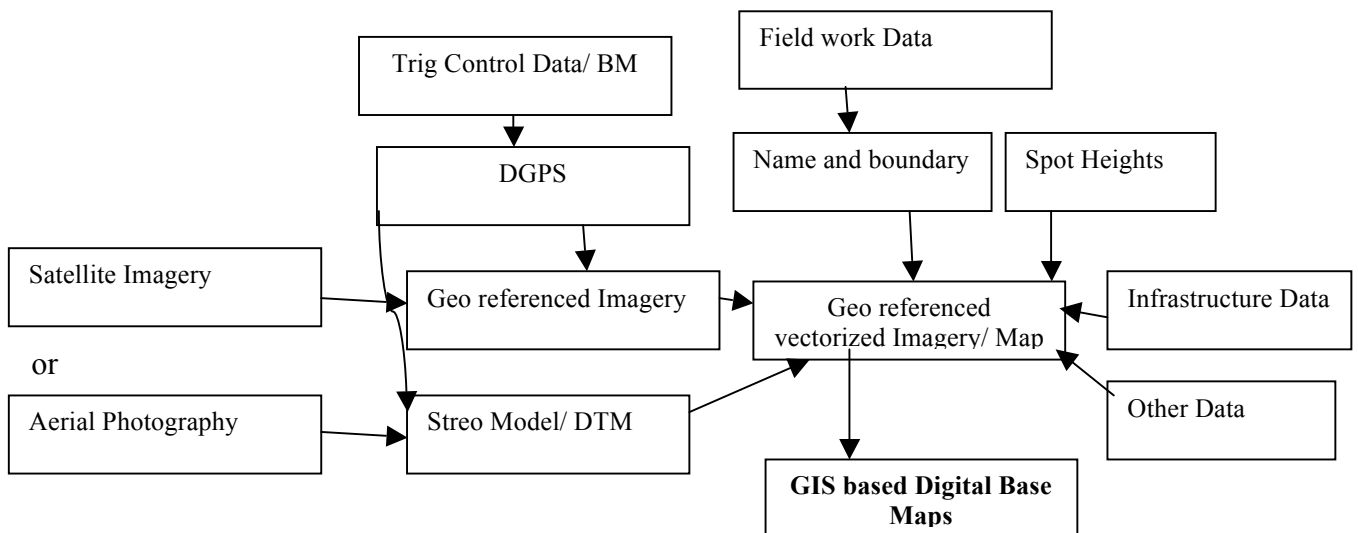 Field work Data
Trig Control Data/ BM
DGPS
Name and boundary
Spot Heights
Satellite Imagery
Geo referenced Imagery
Geo referenced
vectorized Imagery/ Map
Infrastructure Data
or
Aerial Photography
Streo Model/ DTM
Other Data
GIS based Digital Base
Maps